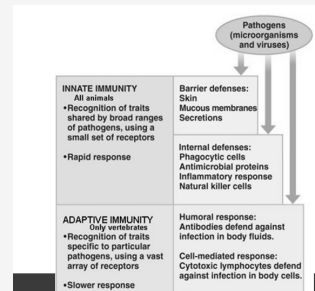 Pathogens
(microorganisms
and viruses)
INNATE IMMUNITY
All animals
•Recognition of traits
shared by broad ranges
of pathogens, using a
small set of receptors
•Rapid response
Barrier defenses:
Skin
Mucous membranes
Secretions
Internal defenses:
Phagocytic cells
Antimicrobial proteins
Inflammatory response
Natural killer cells
ADAPTIVE IMMUNITY
Only vertebrates
•Recognition of traits
specific to particular
pathogens, using a vast
array of receptors
•Slower response
Humoral response:
Antibodies defend against
infection in body fluids.
Cell-mediated response:
Cytotoxic lymphocytes defend
against infection in body cells.